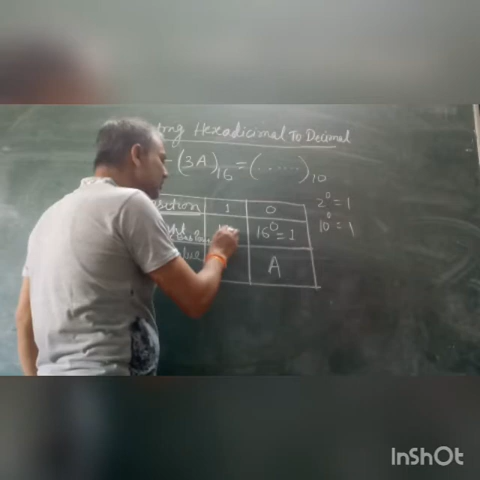 Hexadicimal To Decimal
(3A)₁₆ = (......)₁₀
1 0
16⁰ = 1
A
2⁰ = 1
10⁰ = 1
InShOt